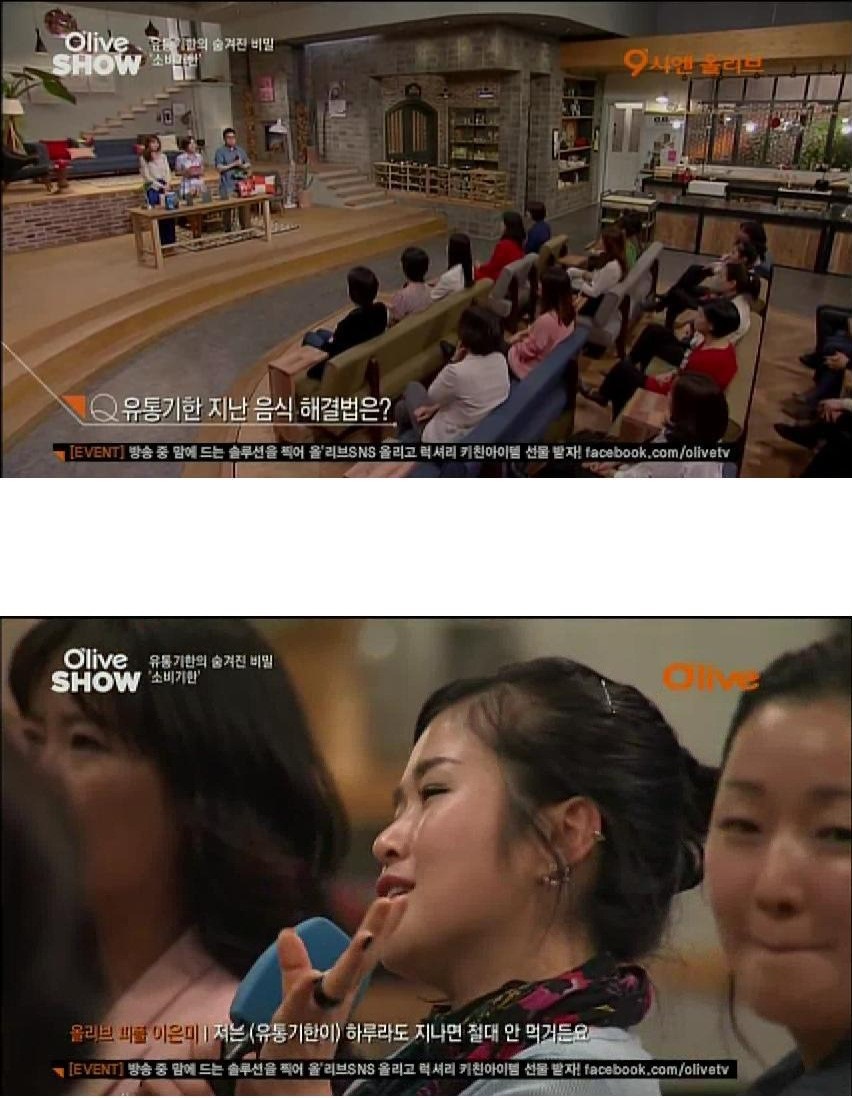 O'live
SHOW
유통기한의 숨겨진 비밀
'소비기한'
9시엔 올리브
Q 유통기한 지난 음식 해결법은?
[EVENT] 방송 중 맘에 드는 솔루션을 찍어 올'리브SNS 올리고 럭셔리 키친아이템 선물 받자! facebook.com/olivetv
O'live
SHOW
유통기한의 숨겨진 비밀
'소비기한'
O'live
올리브 피플 이은미 | 저는 (유통기한이) 하루라도 지나면 절대 안 먹거든요
[EVENT] 방송 중 맘에 드는 솔루션을 찍어 올'리브SNS 올리고 럭셔리 키친아이템 선물 받자! facebook.com/olivetv